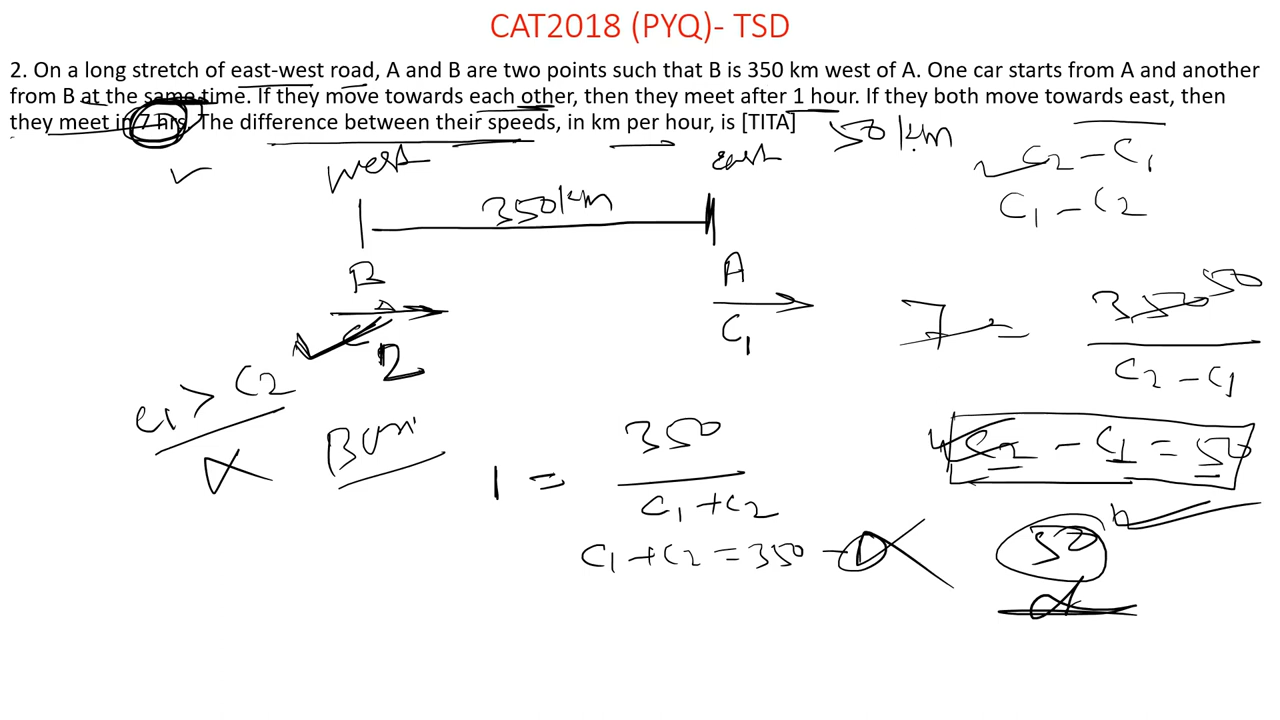 CAT2018 (PYQ)- TSD
2. On a long stretch of east-west road, A and B are two points such that B is 350 km west of A. One car starts from A and another
from B at the same time. If they move towards each other, then they meet after 1 hour. If they both move towards east, then
they meet in 7 hrs. The difference between their speeds, in km per hour, is [TITA]
50 km
west
east
C2 - C1
C1 - C2
350km
B
A
C1
2
7 = 350 50
C2 - C1
C1 > C2
350
1 =
C1 + C2
C2 - C1 = 50
C1 + C2 = 350 -
50